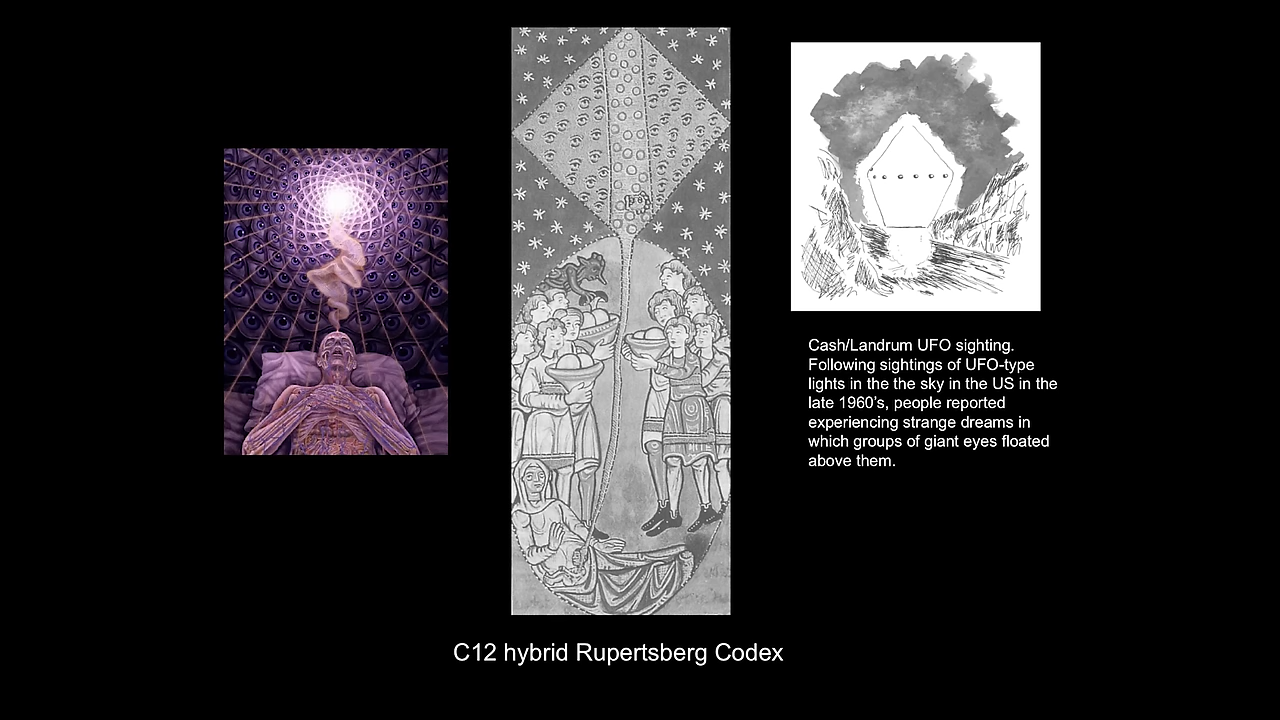 Cash/Landrum UFO sighting.
Following sightings of UFO-type
lights in the the sky in the US in the
late 1960's, people reported
experiencing strange dreams in
which groups of giant eyes floated
above them.
C12 hybrid Rupertsberg Codex